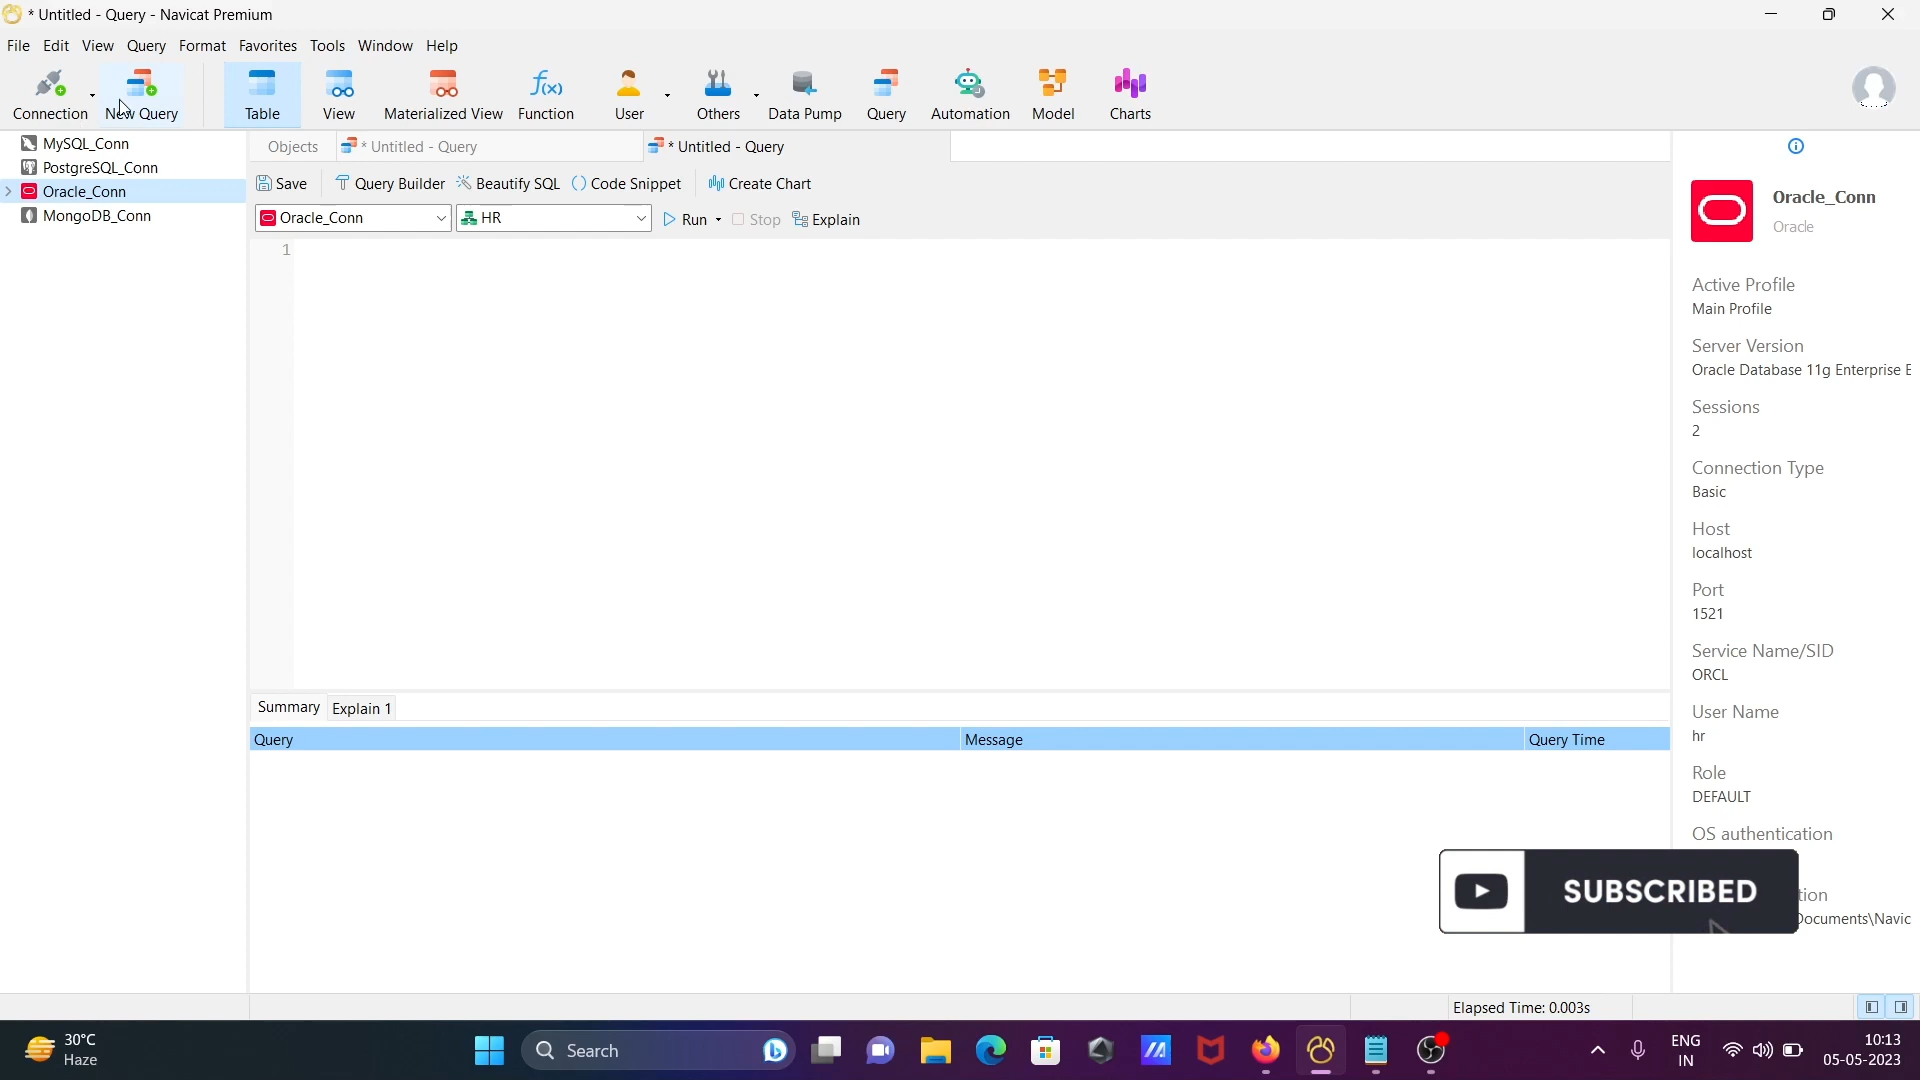 * Untitled - Query - Navicat Premium
File Edit View Query Format Favorites Tools Window Help
Connection New Query Table View Materialized View Function User Others Data Pump Query Automation Model Charts
MySQL_Conn
PostgreSQL_Conn
Oracle_Conn
MongoDB_Conn
Objects * Untitled - Query * Untitled - Query
Save Query Builder Beautify SQL Code Snippet Create Chart
Oracle_Conn HR Run Stop Explain
1
Summary Explain 1
Query Message Query Time
Oracle_Conn
Oracle
Active Profile
Main Profile
Server Version
Oracle Database 11g Enterprise E
Sessions
2
Connection Type
Basic
Host
localhost
Port
1521
Service Name/SID
ORCL
User Name
hr
Role
DEFAULT
OS authentication
SUBSCRIBED
tion
Documents\Navic
Elapsed Time: 0.003s
30°C
Haze
Search
ENG
IN
10:13
05-05-2023